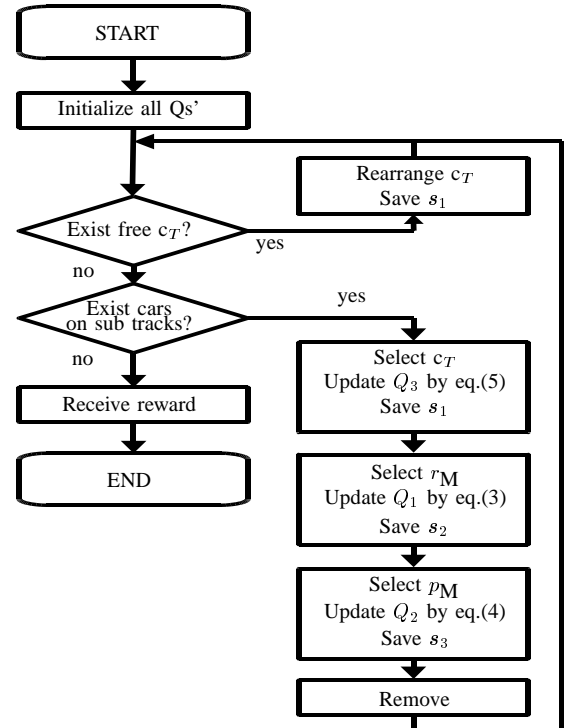 START
Initialize all Qs'
Rearrange c_T
Save s_1
Exist free c_T?
yes
no
Exist cars
on sub tracks?
yes
no
Select c_T
Update Q_3 by eq.(5)
Save s_1
Receive reward
END
Select r_M
Update Q_1 by eq.(3)
Save s_2
Select p_M
Update Q_2 by eq.(4)
Save s_3
Remove